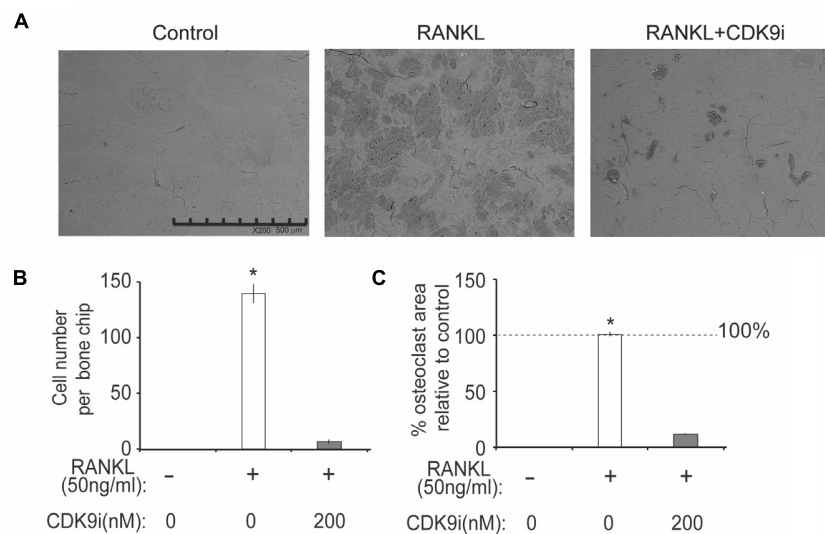 A
Control
RANKL
RANKL+CDK9i
X200 500 μm
B
C
150
100
50
0
Cell number
per bone chip
*
RANKL
(50ng/ml):
– + +
CDK9i(nM): 0 0 200
150
100
50
0
% osteoclast area
relative to control
*
100%
RANKL
(50ng/ml):
– + +
CDK9i(nM): 0 0 200